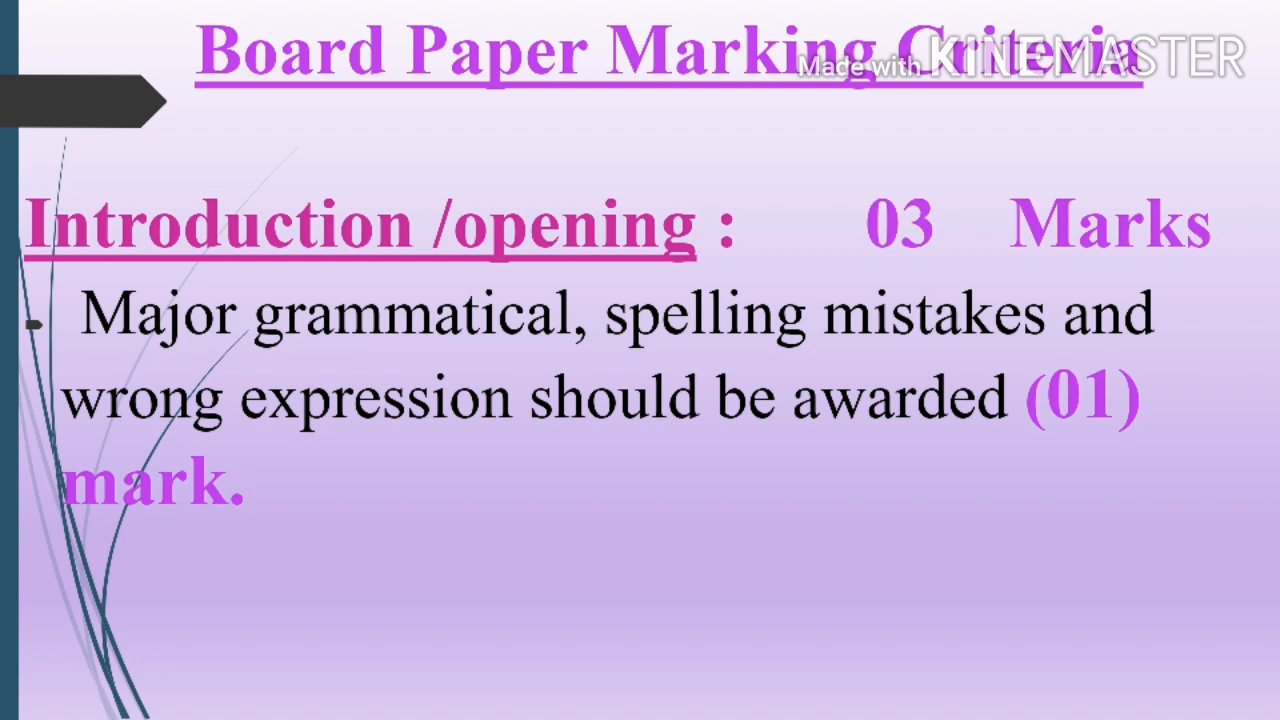 Board Paper Marking Criteria
Made with KINEMASTER
Introduction /opening : 03 Marks
Major grammatical, spelling mistakes and
wrong expression should be awarded (01)
mark.